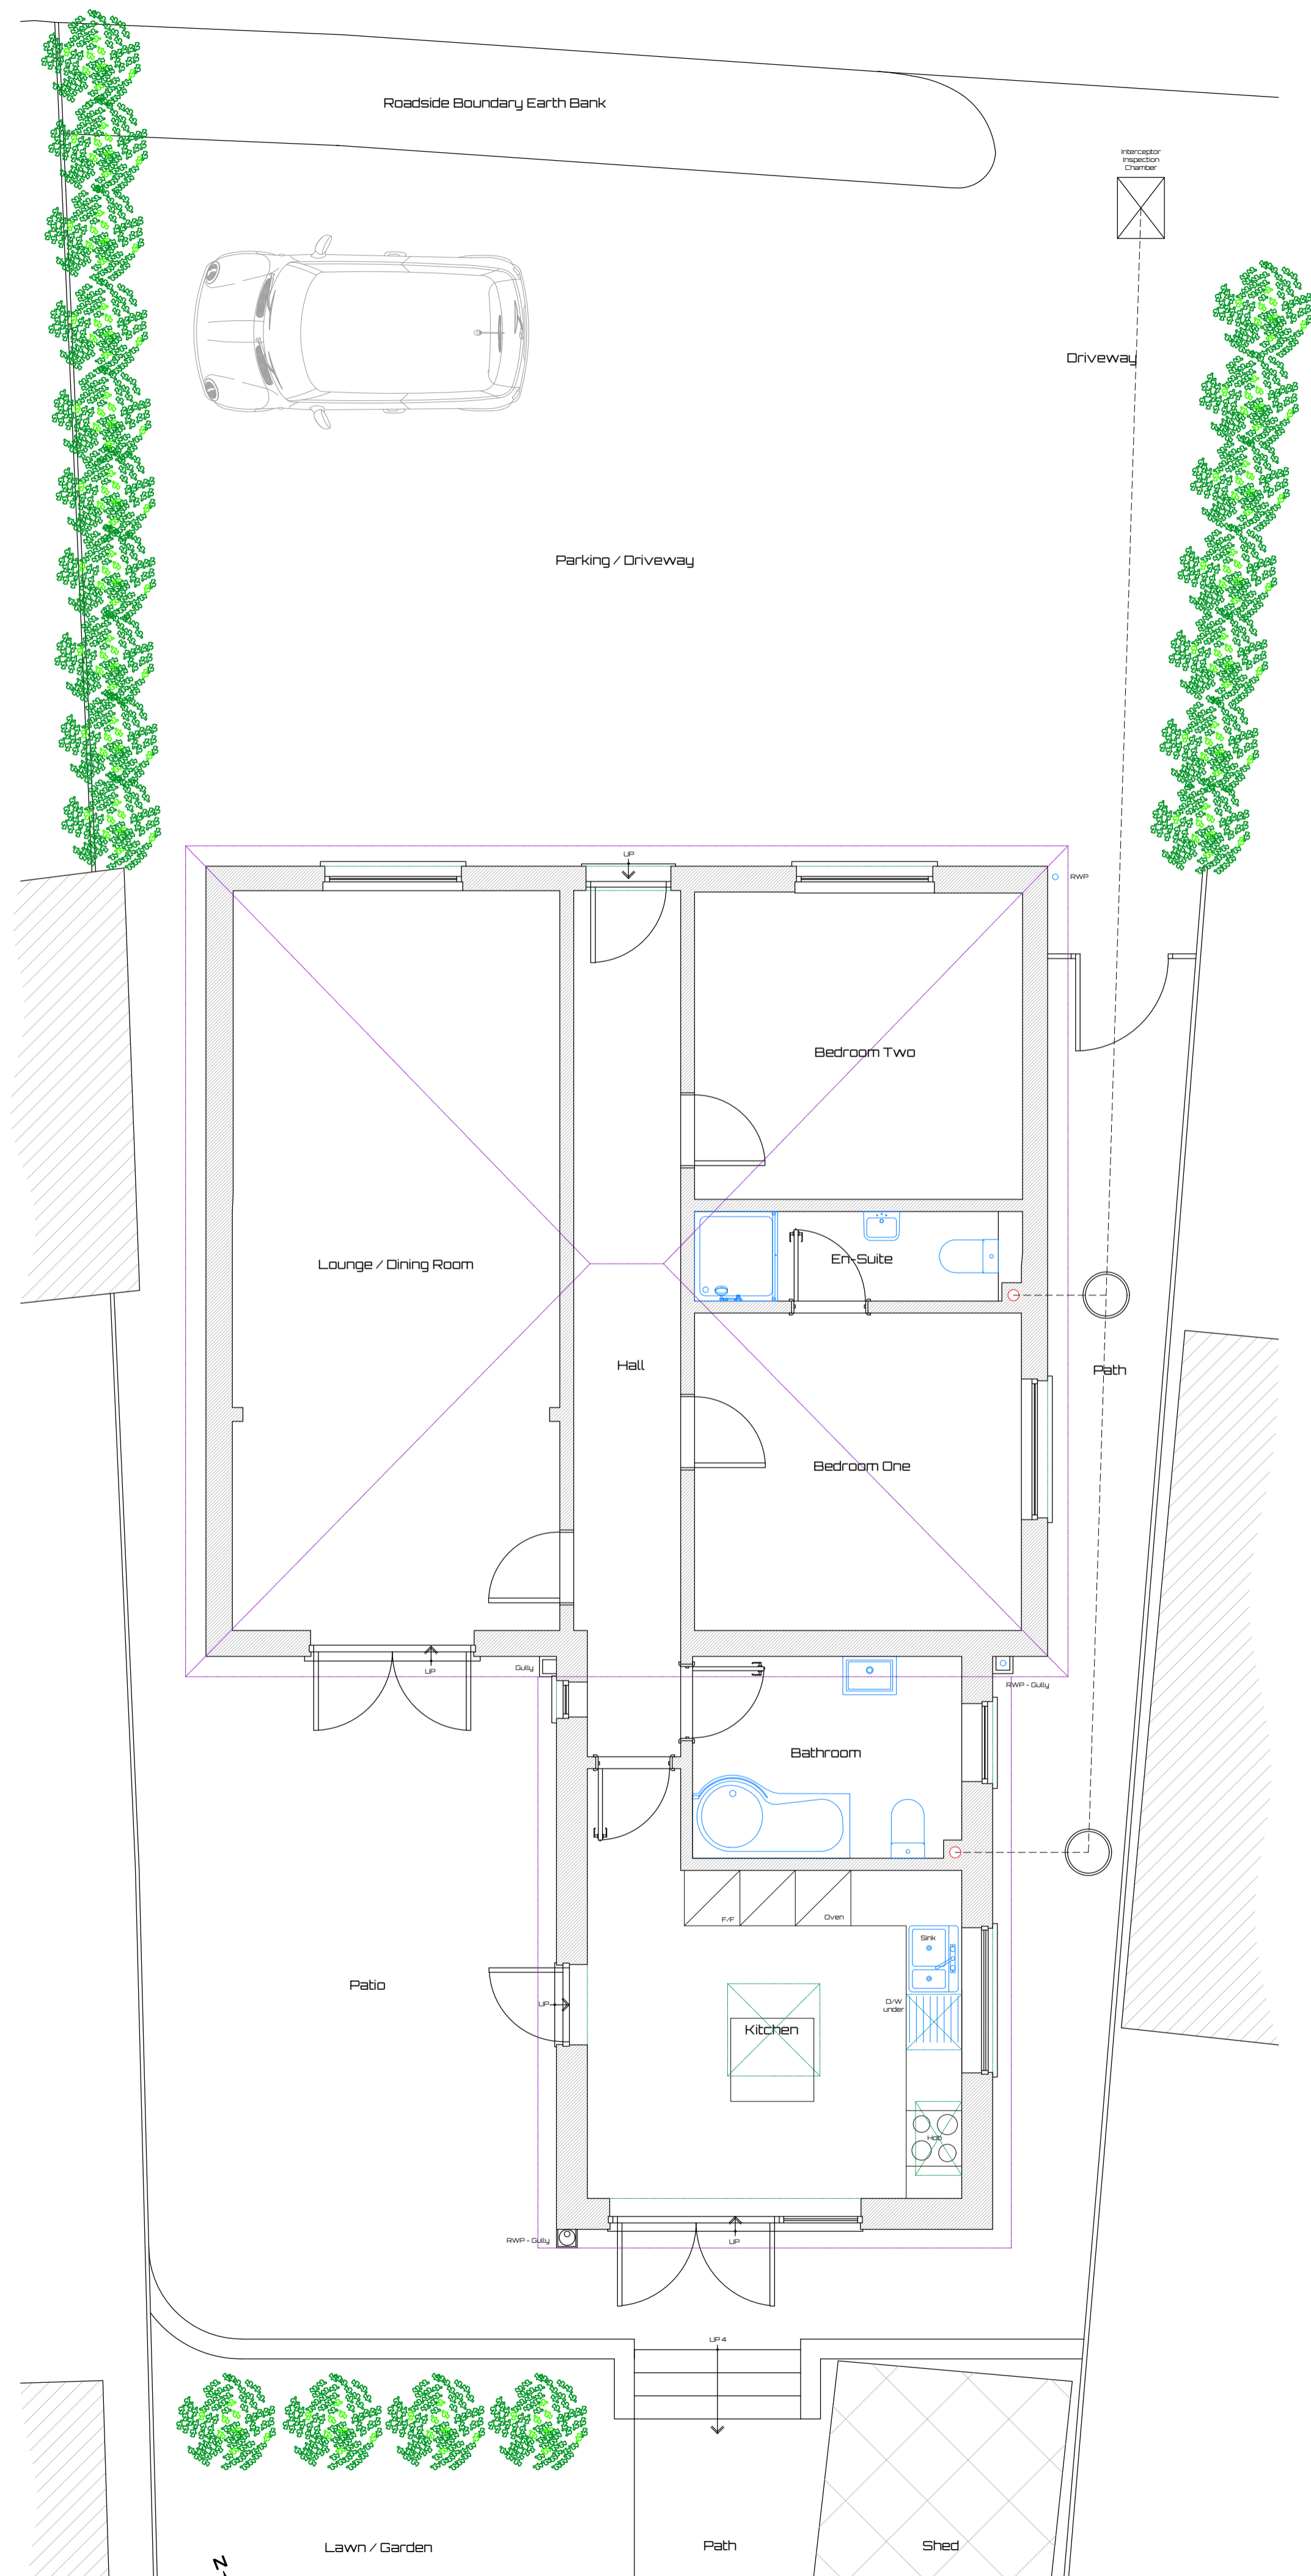 Roadside Boundary Earth Bank
Interceptor
Inspection
Chamber
Driveway
Parking / Driveway
UP
RWP
Bedroom Two
En-Suite
Lounge / Dining Room
Hall
Path
Bedroom One
Gully
UP
RWP - Gully
Bathroom
F/F
Oven
Sink
Patio
UP
D/W
under
Kitchen
Hob
RWP - Gully
UP
UP 4
Lawn / Garden
Path
Shed
N